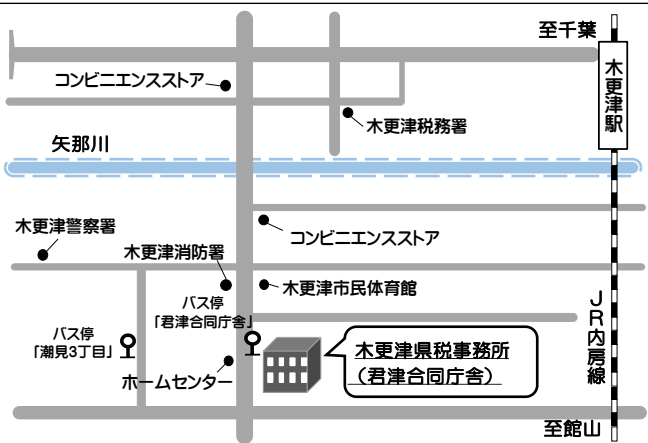 至千葉
木更津駅
コンビニエンスストア
木更津税務署
矢那川
木更津警察署
コンビニエンスストア
木更津消防署
木更津市民体育館
バス停
「君津合同庁舎」
バス停
「潮見3丁目」
木更津県税事務所
（君津合同庁舎）
ホームセンター
JR内房線
至館山